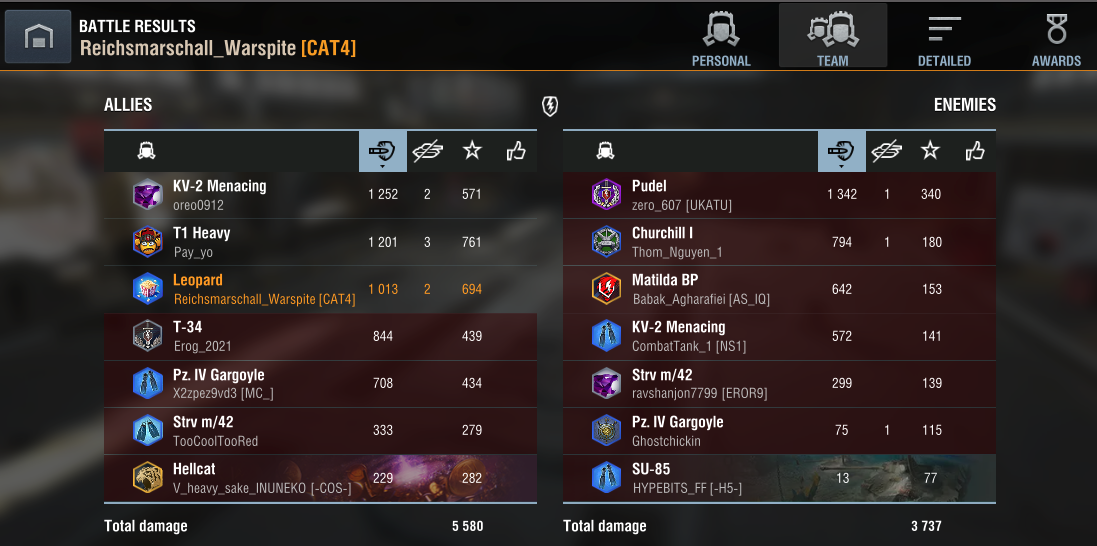 BATTLE RESULTS
Reichsmarschall_Warspite [CAT4]
PERSONAL
TEAM
DETAILED
AWARDS
ALLIES
KV-2 Menacing 1 252 2 571
oreo0912
T1 Heavy 1 201 3 761
Pay_yo
Leopard 1 013 2 694
Reichsmarschall_Warspite [CAT4]
T-34 844 439
Erog_2021
Pz. IV Gargoyle 708 434
X2zpez9vd3 [MC_]
Strv m/42 333 279
TooCoolTooRed
Hellcat 229 282
V_heavy_sake_INUNEKO [-COS-]
Total damage 5 580
ENEMIES
Pudel 1 342 1 340
zero_607 [UKATU]
Churchill I 794 1 180
Thom_Nguyen_1
Matilda BP 642 153
Babak_Agharafiei [AS_IQ]
KV-2 Menacing 572 141
CombatTank_1 [NS1]
Strv m/42 299 139
ravshanjon7799 [EROR9]
Pz. IV Gargoyle 75 1 115
Ghostchickin
SU-85 13 77
HYPEBITS_FF [-H5-]
Total damage 3 737